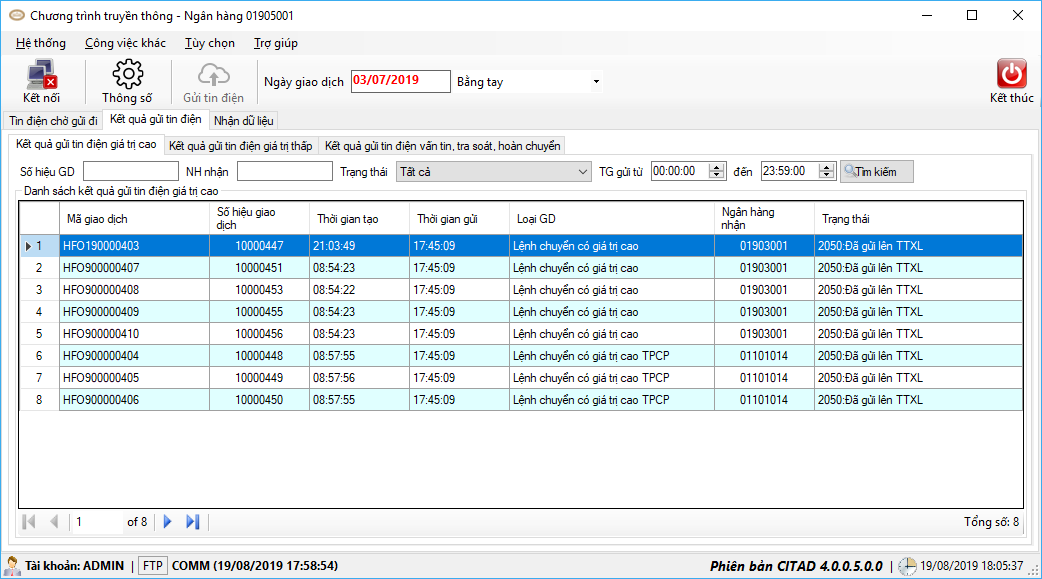 Chương trình truyền thông - Ngân hàng 01905001
Hệ thống Công việc khác Tùy chọn Trợ giúp
Kết nối Thông số Gửi tin điện Ngày giao dịch 03/07/2019 Bằng tay Kết thúc
Tin điện chờ gửi đi Kết quả gửi tin điện Nhận dữ liệu
Kết quả gửi tin điện giá trị cao Kết quả gửi tin điện giá trị thấp Kết quả gửi tin điện vấn tin, tra soát, hoàn chuyển
Số hiệu GD NH nhận Trạng thái Tất cả TG gửi từ 00:00:00 đến 23:59:00 Tìm kiếm
Danh sách kết quả gửi tin điện giá trị cao
Mã giao dịch Số hiệu giao dịch Thời gian tạo Thời gian gửi Loại GD Ngân hàng nhận Trạng thái
1 HFO190000403 10000447 21:03:49 17:45:09 Lệnh chuyển có giá trị cao 01903001 2050:Đã gửi lên TTXL
2 HFO900000407 10000451 08:54:23 17:45:09 Lệnh chuyển có giá trị cao 01903001 2050:Đã gửi lên TTXL
3 HFO900000408 10000453 08:54:22 17:45:09 Lệnh chuyển có giá trị cao 01903001 2050:Đã gửi lên TTXL
4 HFO900000409 10000455 08:54:23 17:45:09 Lệnh chuyển có giá trị cao 01903001 2050:Đã gửi lên TTXL
5 HFO900000410 10000456 08:54:23 17:45:09 Lệnh chuyển có giá trị cao 01903001 2050:Đã gửi lên TTXL
6 HFO900000404 10000448 08:57:55 17:45:09 Lệnh chuyển có giá trị cao TPCP 01101014 2050:Đã gửi lên TTXL
7 HFO900000405 10000449 08:57:56 17:45:09 Lệnh chuyển có giá trị cao TPCP 01101014 2050:Đã gửi lên TTXL
8 HFO900000406 10000450 08:57:55 17:45:09 Lệnh chuyển có giá trị cao TPCP 01101014 2050:Đã gửi lên TTXL
1 of 8 Tổng số: 8
Tài khoản: ADMIN | FTP COMM (19/08/2019 17:58:54) Phiên bản CITAD 4.0.0.5.0.0 | 19/08/2019 18:05:37